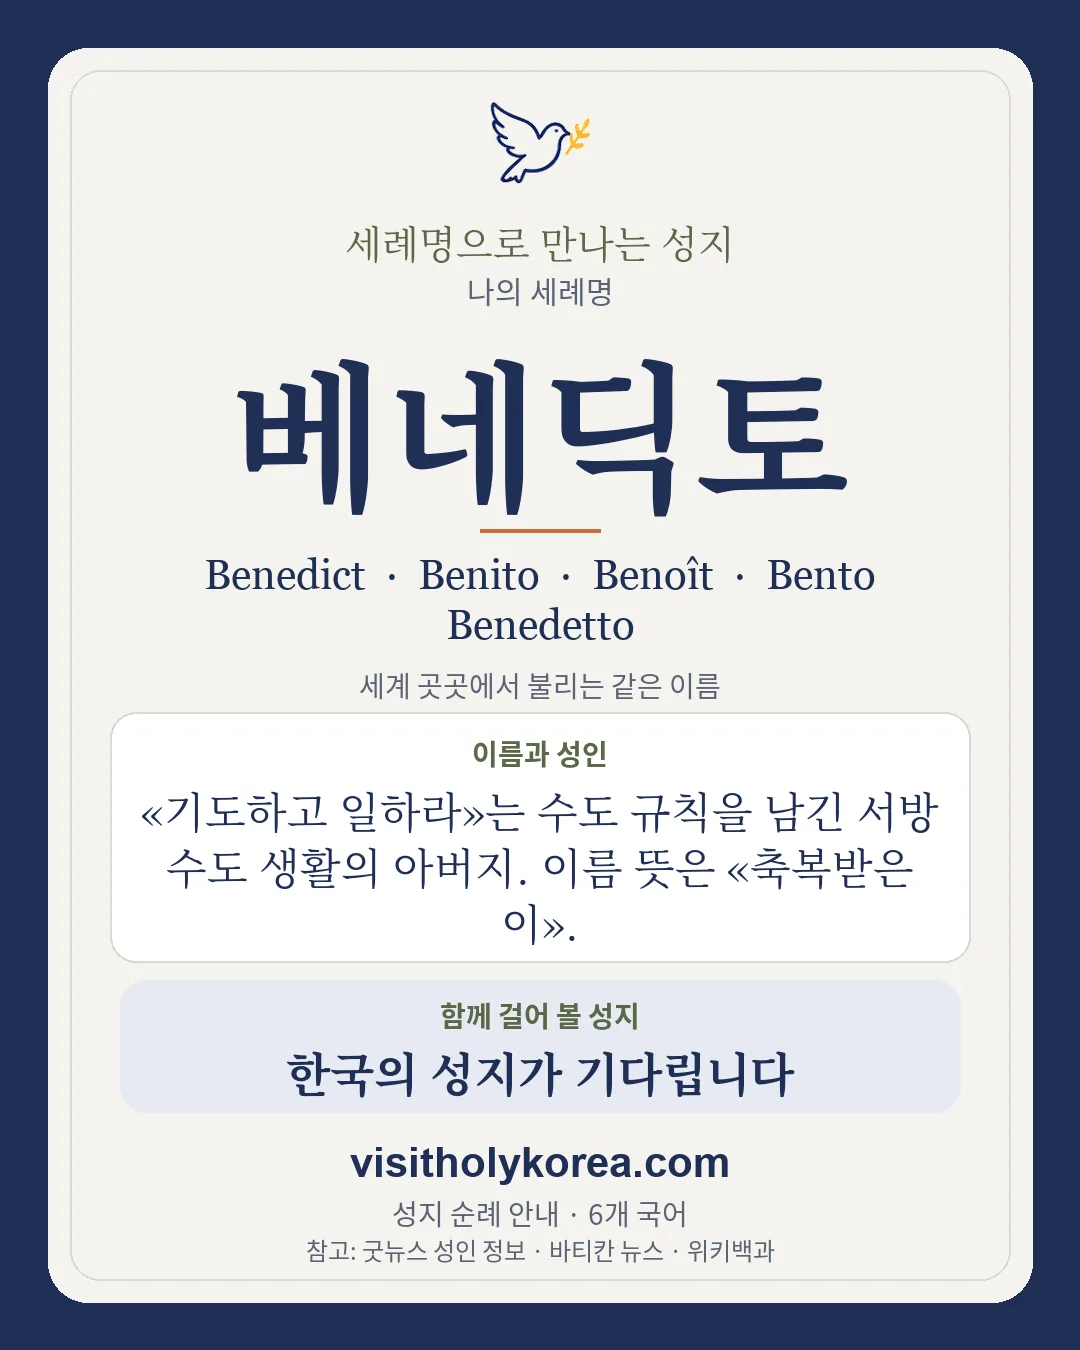 세례명으로 만나는 성지
나의 세례명
베네딕토
Benedict · Benito · Benoît · Bento
Benedetto
세계 곳곳에서 불리는 같은 이름
이름과 성인
«기도하고 일하라»는 수도 규칙을 남긴 서방
수도 생활의 아버지. 이름 뜻은 «축복받은
이».
함께 걸어 볼 성지
한국의 성지가 기다립니다
visitholykorea.com
성지 순례 안내 · 6개 국어
참고: 굿뉴스 성인 정보 · 바티칸 뉴스 · 위키백과